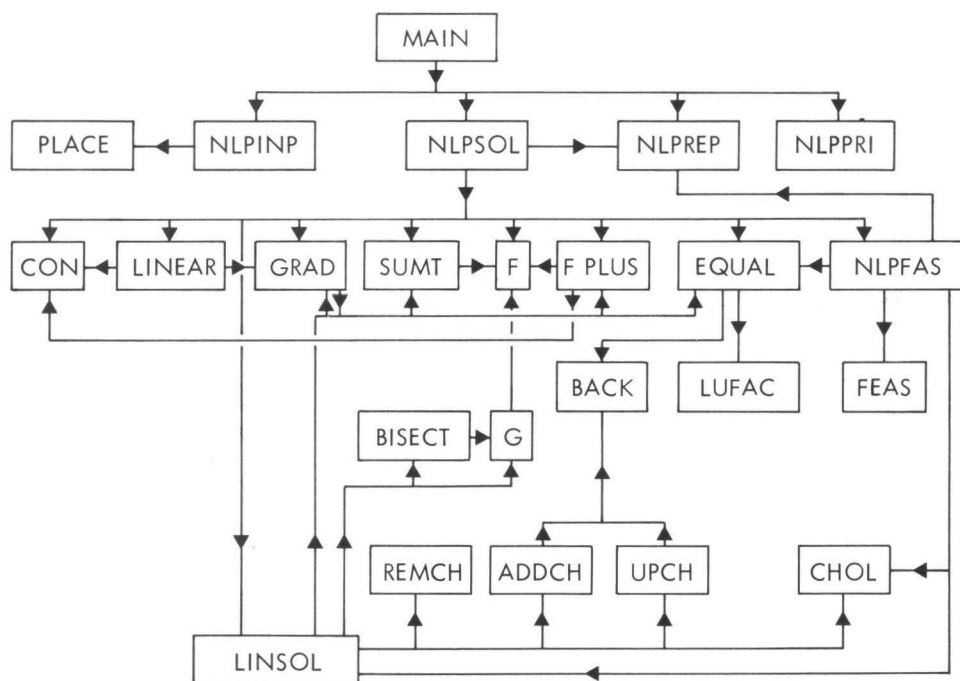 MAIN
PLACE
NLPINP
NLPSOL
NLPREP
NLPPRI
CON
LINEAR
GRAD
SUMT
F
F PLUS
EQUAL
NLPFAS
BACK
LUFAC
FEAS
BISECT
G
REMCH
ADDCH
UPCH
CHOL
LINSOL